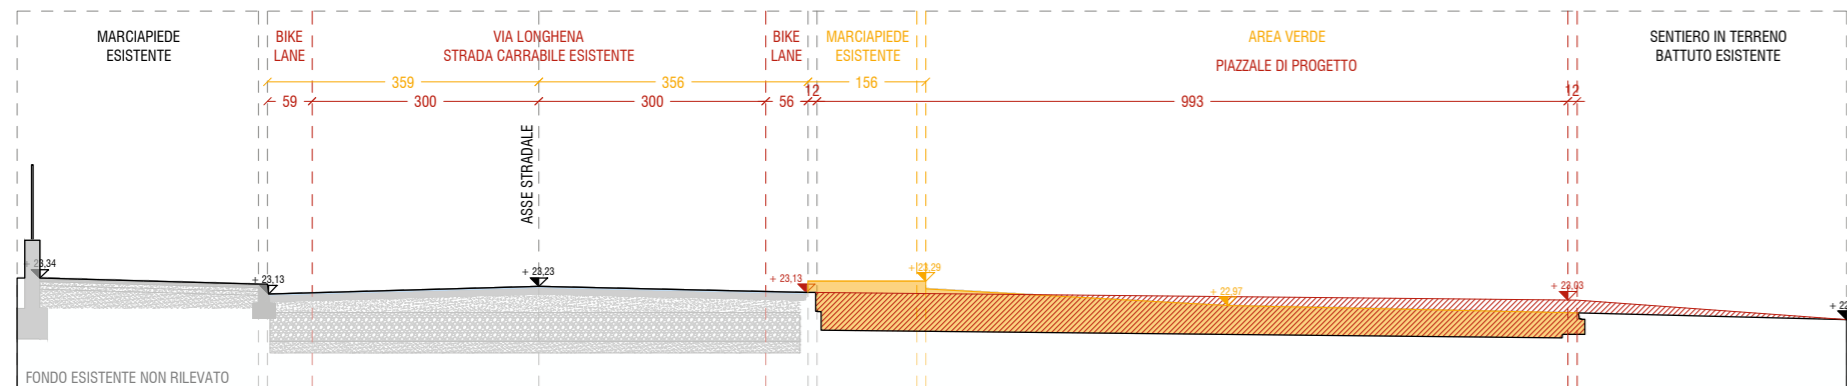 MARCIAPIEDE
ESISTENTE
BIKE
LANE
VIA LONGHENA
STRADA CARRABILE ESISTENTE
BIKE
LANE
MARCIAPIEDE
ESISTENTE
AREA VERDE
PIAZZALE DI PROGETTO
SENTIERO IN TERRENO
BATTUTO ESISTENTE
359
356
156
59
300
300
56
12
993
12
ASSE STRADALE
+ 23,34
+ 23,13
+ 23,23
+ 23,13
+ 23,29
+ 22,97
+ 23,03
+ 22
FONDO ESISTENTE NON RILEVATO